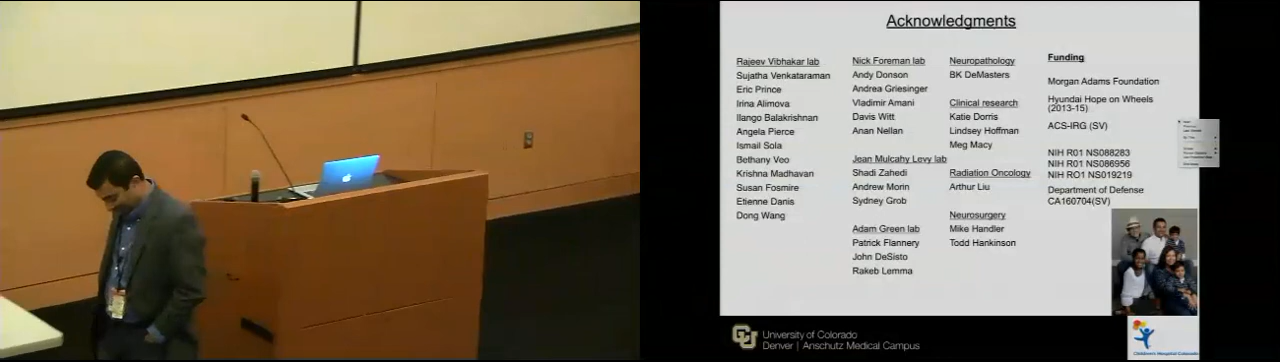 Acknowledgments
Rajeev Vibhakar lab
Sujatha Venkataraman
Eric Prince
Irina Alimova
Ilango Balakrishnan
Angela Pierce
Ismail Sola
Bethany Veo
Krishna Madhavan
Susan Fosmire
Etienne Danis
Dong Wang
Nick Foreman lab
Andy Donson
Andrea Griesinger
Vladimir Amani
Davis Witt
Anan Nellan
Jean Mulcahy Levy lab
Shadi Zahedi
Andrew Morin
Sydney Grob
Adam Green lab
Patrick Flannery
John DeSisto
Rakeb Lemma
Neuropathology
BK DeMasters
Clinical research
Katie Dorris
Lindsey Hoffman
Meg Macy
Radiation Oncology
Arthur Liu
Neurosurgery
Mike Handler
Todd Hankinson
Funding
Morgan Adams Foundation
Hyundai Hope on Wheels
(2013-15)
ACS-IRG (SV)
NIH R01 NS088283
NIH R01 NS086956
NIH RO1 NS019219
Department of Defense
CA160704(SV)
CU
University of Colorado
Denver | Anschutz Medical Campus
Children's Hospital Colorado